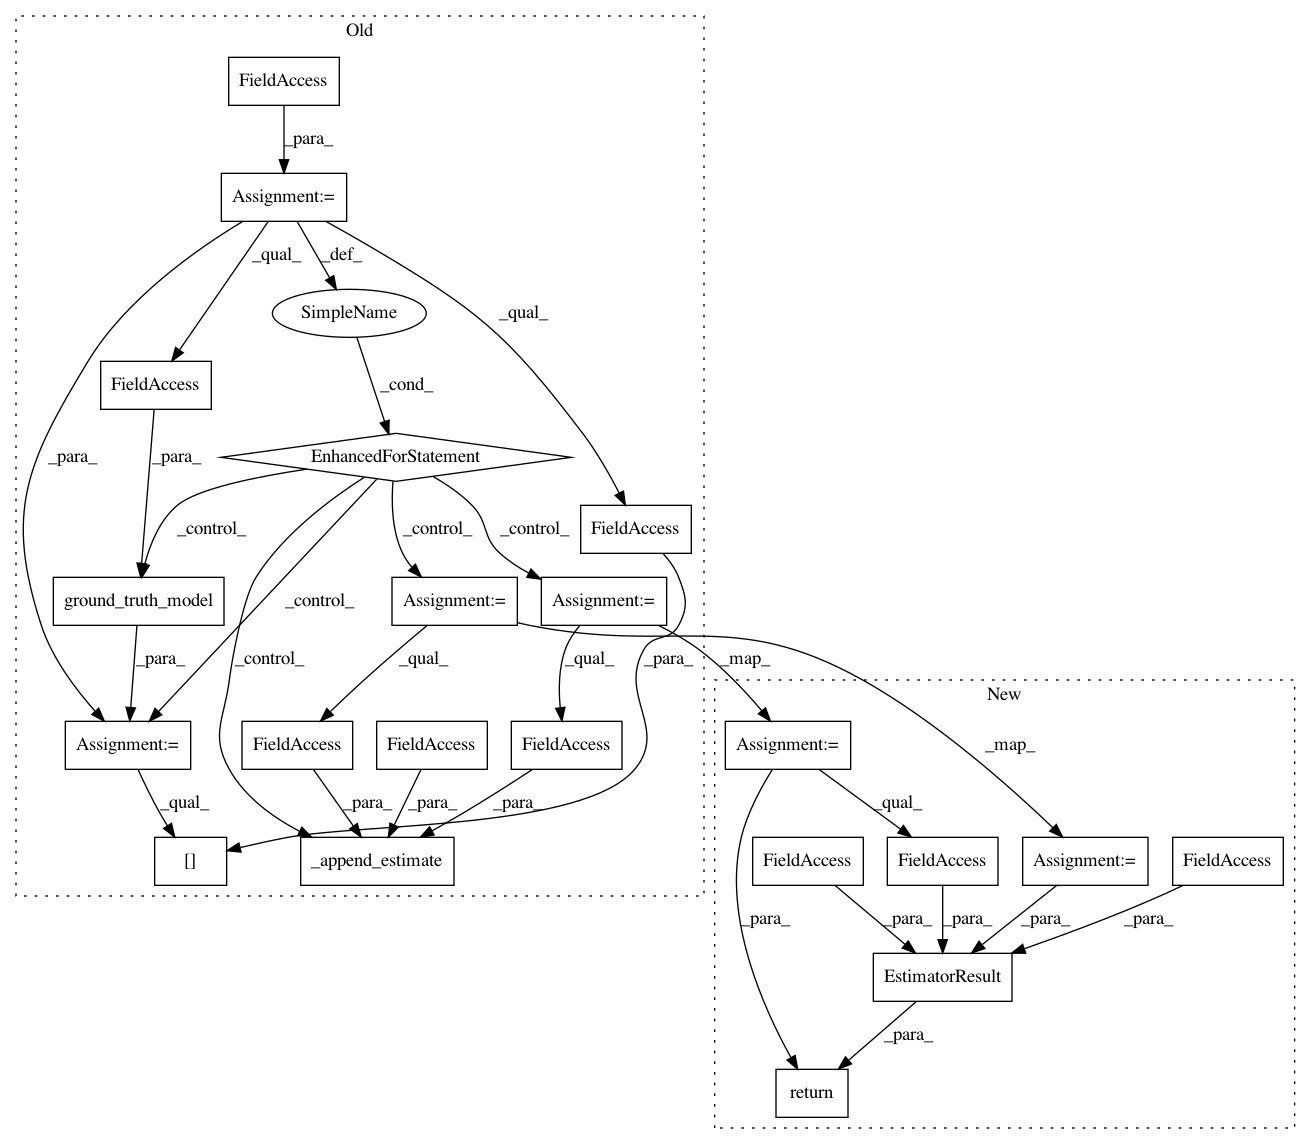 Old
FieldAccess
_para_
Assignment:=
_qual_
_def_
SimpleName
_qual_
FieldAccess
_cond_
_para_
_para_
EnhancedForStatement
FieldAccess
_control_
_control_
_control_
ground_truth_model
_control_
Assignment:=
Assignment:=
_para_
_control_
_qual_
_qual_
_para_
_map_
New
Assignment:=
FieldAccess
FieldAccess
FieldAccess
Assignment:=
_map_
_qual_
_para_
_para_
_para_
_qual_
[]
_append_estimate
FieldAccess
FieldAccess
Assignment:=
FieldAccess
_para_
_para_
_para_
_para_
_para_
EstimatorResult
_para_
return